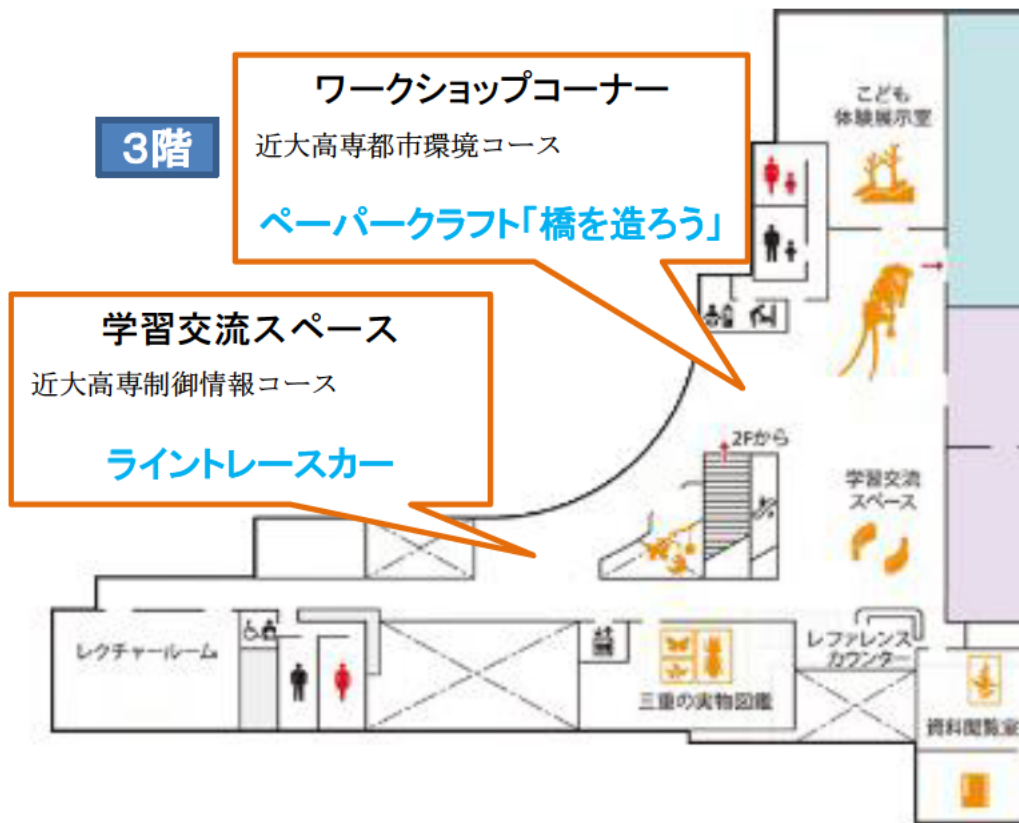 3階
ワークショップコーナー
近大高専都市環境コース
ペーパークラフト「橋を造ろう」
学習交流スペース
近大高専制御情報コース
ライントレースカー
こども
体験展示室
2Fから
学習交流
スペース
レクチャールーム
レファレンス
カウンター
三重の実物図鑑
資料閲覧室